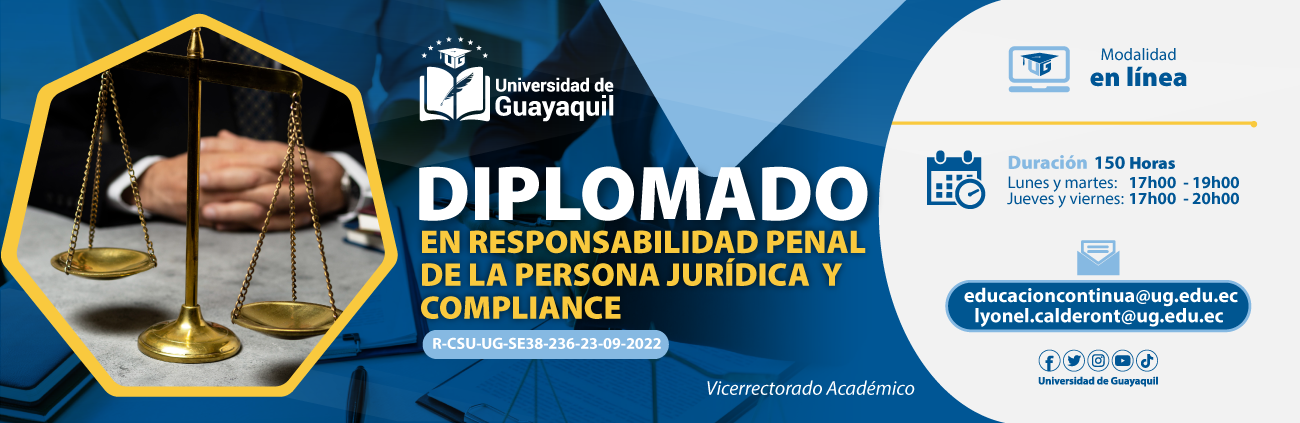 UG
Universidad de
Guayaquil
DIPLOMADO
EN RESPONSABILIDAD PENAL
DE LA PERSONA JURÍDICA Y
COMPLIANCE
R-CSU-UG-SE38-236-23-09-2022
Vicerrectorado Académico
UG
Modalidad
en línea
Duración 150 Horas
Lunes y martes: 17h00 - 19h00
Jueves y viernes: 17h00 - 20h00
educacioncontinua@ug.edu.ec
lyonel.calderont@ug.edu.ec
Universidad de Guayaquil